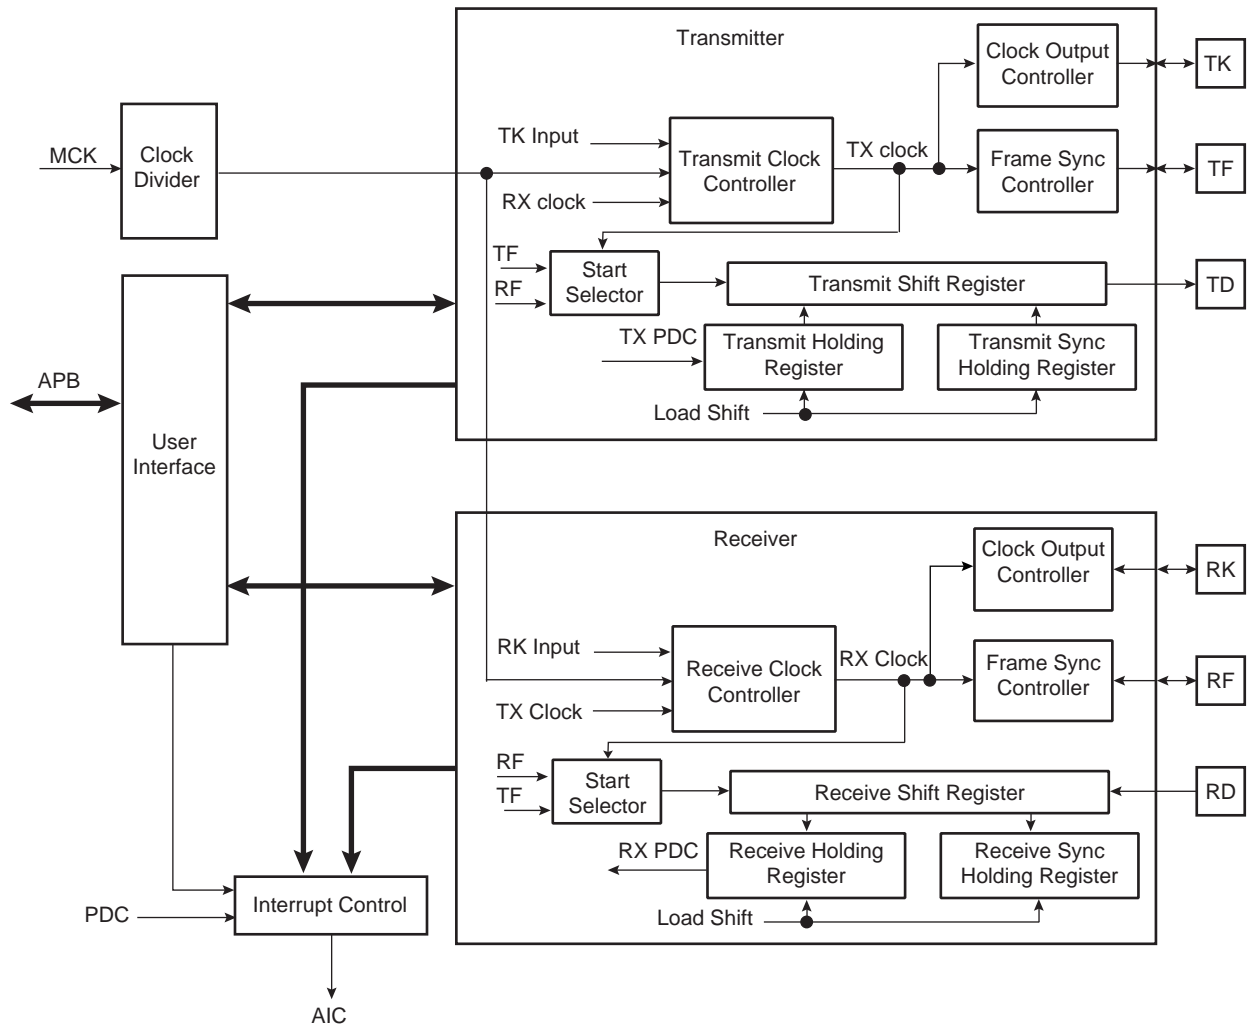 Transmitter
Clock Output
Controller
TK
MCK
Clock
Divider
TK Input
Transmit Clock
Controller
RX clock
TX clock
Frame Sync
Controller
TF
TF
RF
Start
Selector
Transmit Shift Register
TD
TX PDC
Transmit Holding
Register
Transmit Sync
Holding Register
Load Shift
APB
User
Interface
Receiver
Clock Output
Controller
RK
RK Input
Receive Clock
Controller
TX Clock
RX Clock
Frame Sync
Controller
RF
RF
TF
Start
Selector
Receive Shift Register
RD
RX PDC
Receive Holding
Register
Receive Sync
Holding Register
Load Shift
PDC
Interrupt Control
AIC